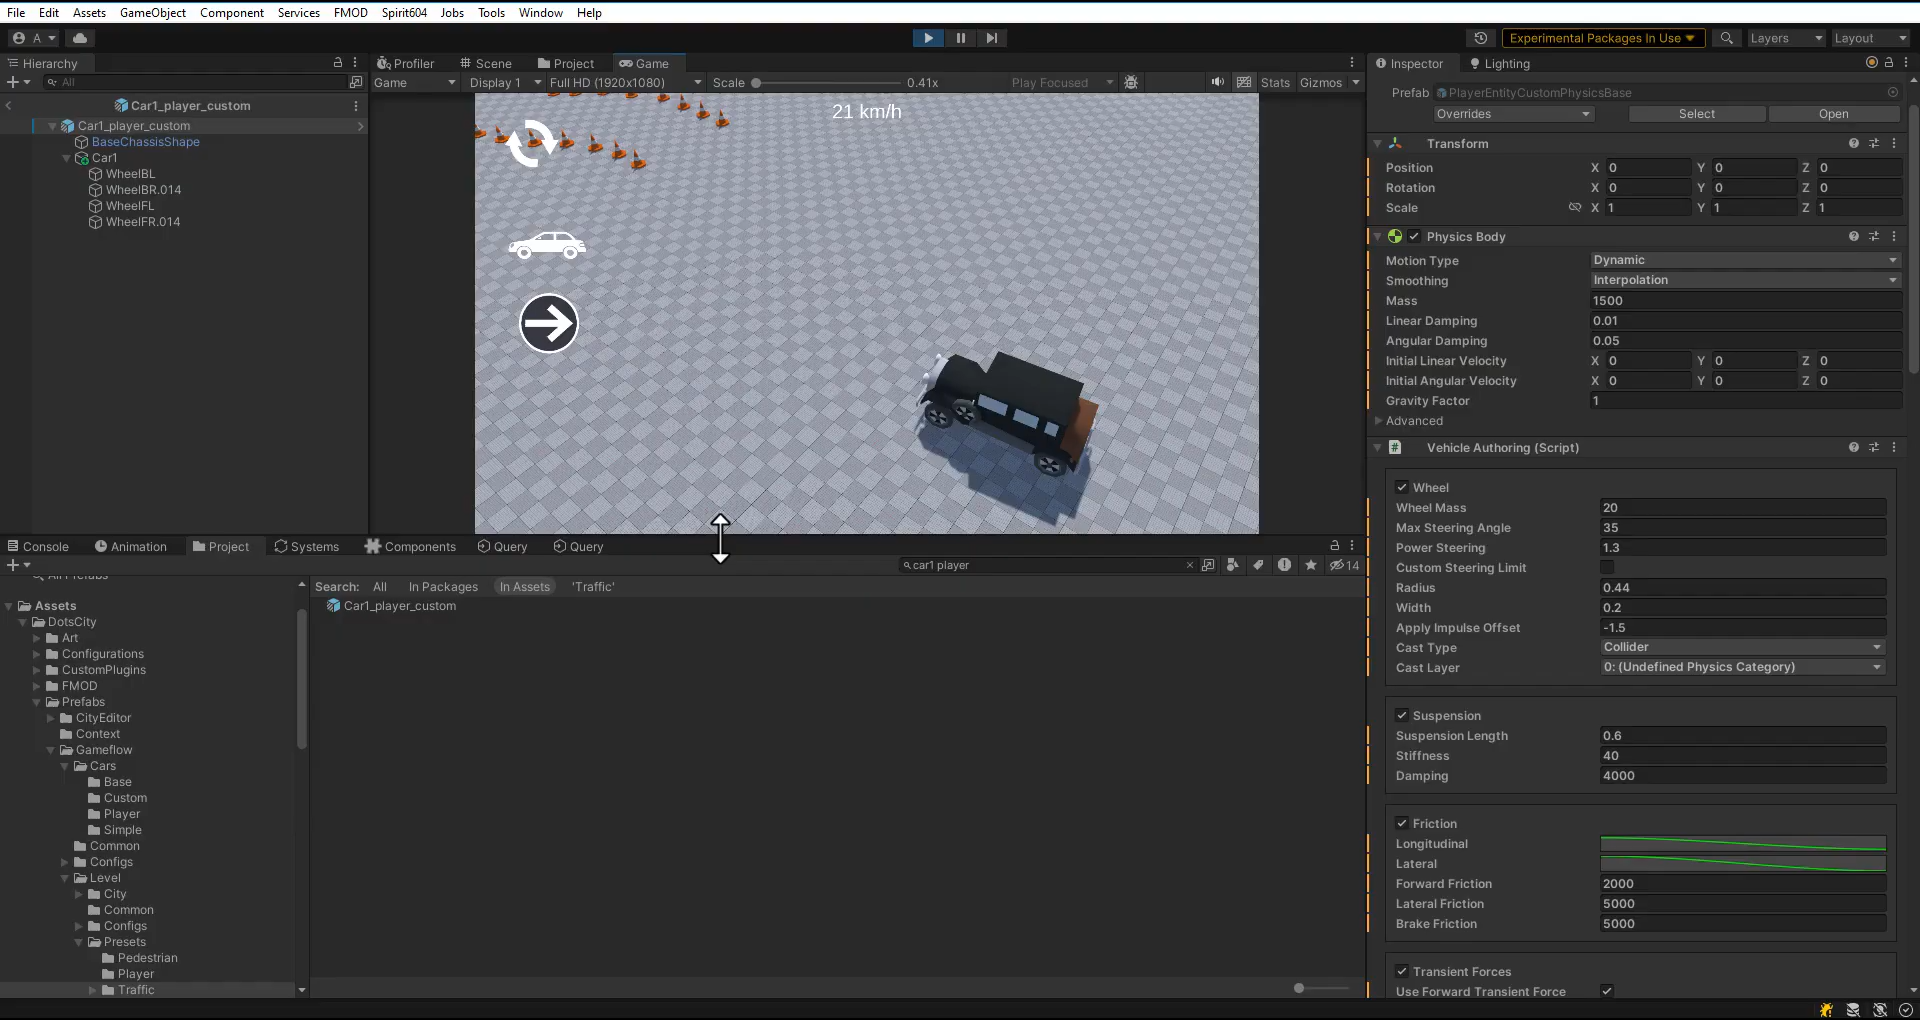 File Edit Assets GameObject Component Services FMOD Spirit604 Jobs Tools Window Help
A Experimental Packages In Use Layers Layout
Hierarchy Profiler Scene Project Game Inspector Lighting
All Game Display 1 Full HD (1920x1080) Scale 0.41x Play Focused Stats Gizmos
Prefab PlayerEntityCustomPhysicsBase
Overrides Select Open
Car1_player_custom
Car1_player_custom
BaseChassisShape
Car1
WheelBL
WheelBR.014
WheelFL
WheelFR.014
21 km/h
Transform
Position X 0 Y 0 Z 0
Rotation X 0 Y 0 Z 0
Scale X 1 Y 1 Z 1
Physics Body
Motion Type Dynamic
Smoothing Interpolation
Mass 1500
Linear Damping 0.01
Angular Damping 0.05
Initial Linear Velocity X 0 Y 0 Z 0
Initial Angular Velocity X 0 Y 0 Z 0
Gravity Factor 1
Advanced
Vehicle Authoring (Script)
Wheel
Wheel Mass 20
Max Steering Angle 35
Power Steering 1.3
Custom Steering Limit
Radius 0.44
Width 0.2
Apply Impulse Offset -1.5
Cast Type Collider
Cast Layer 0: (Undefined Physics Category)
Suspension
Suspension Length 0.6
Stiffness 40
Damping 4000
Friction
Longitudinal
Lateral
Forward Friction 2000
Lateral Friction 5000
Brake Friction 5000
Transient Forces
Use Forward Transient Force
Console Animation Project Systems Components Query Query
car1 player 14
Search: All In Packages In Assets 'Traffic'
Car1_player_custom
All Prefabs
Assets
DotsCity
Art
Configurations
CustomPlugins
FMOD
Prefabs
CityEditor
Context
Gameflow
Cars
Base
Custom
Player
Simple
Common
Configs
Level
City
Common
Configs
Presets
Pedestrian
Player
Traffic